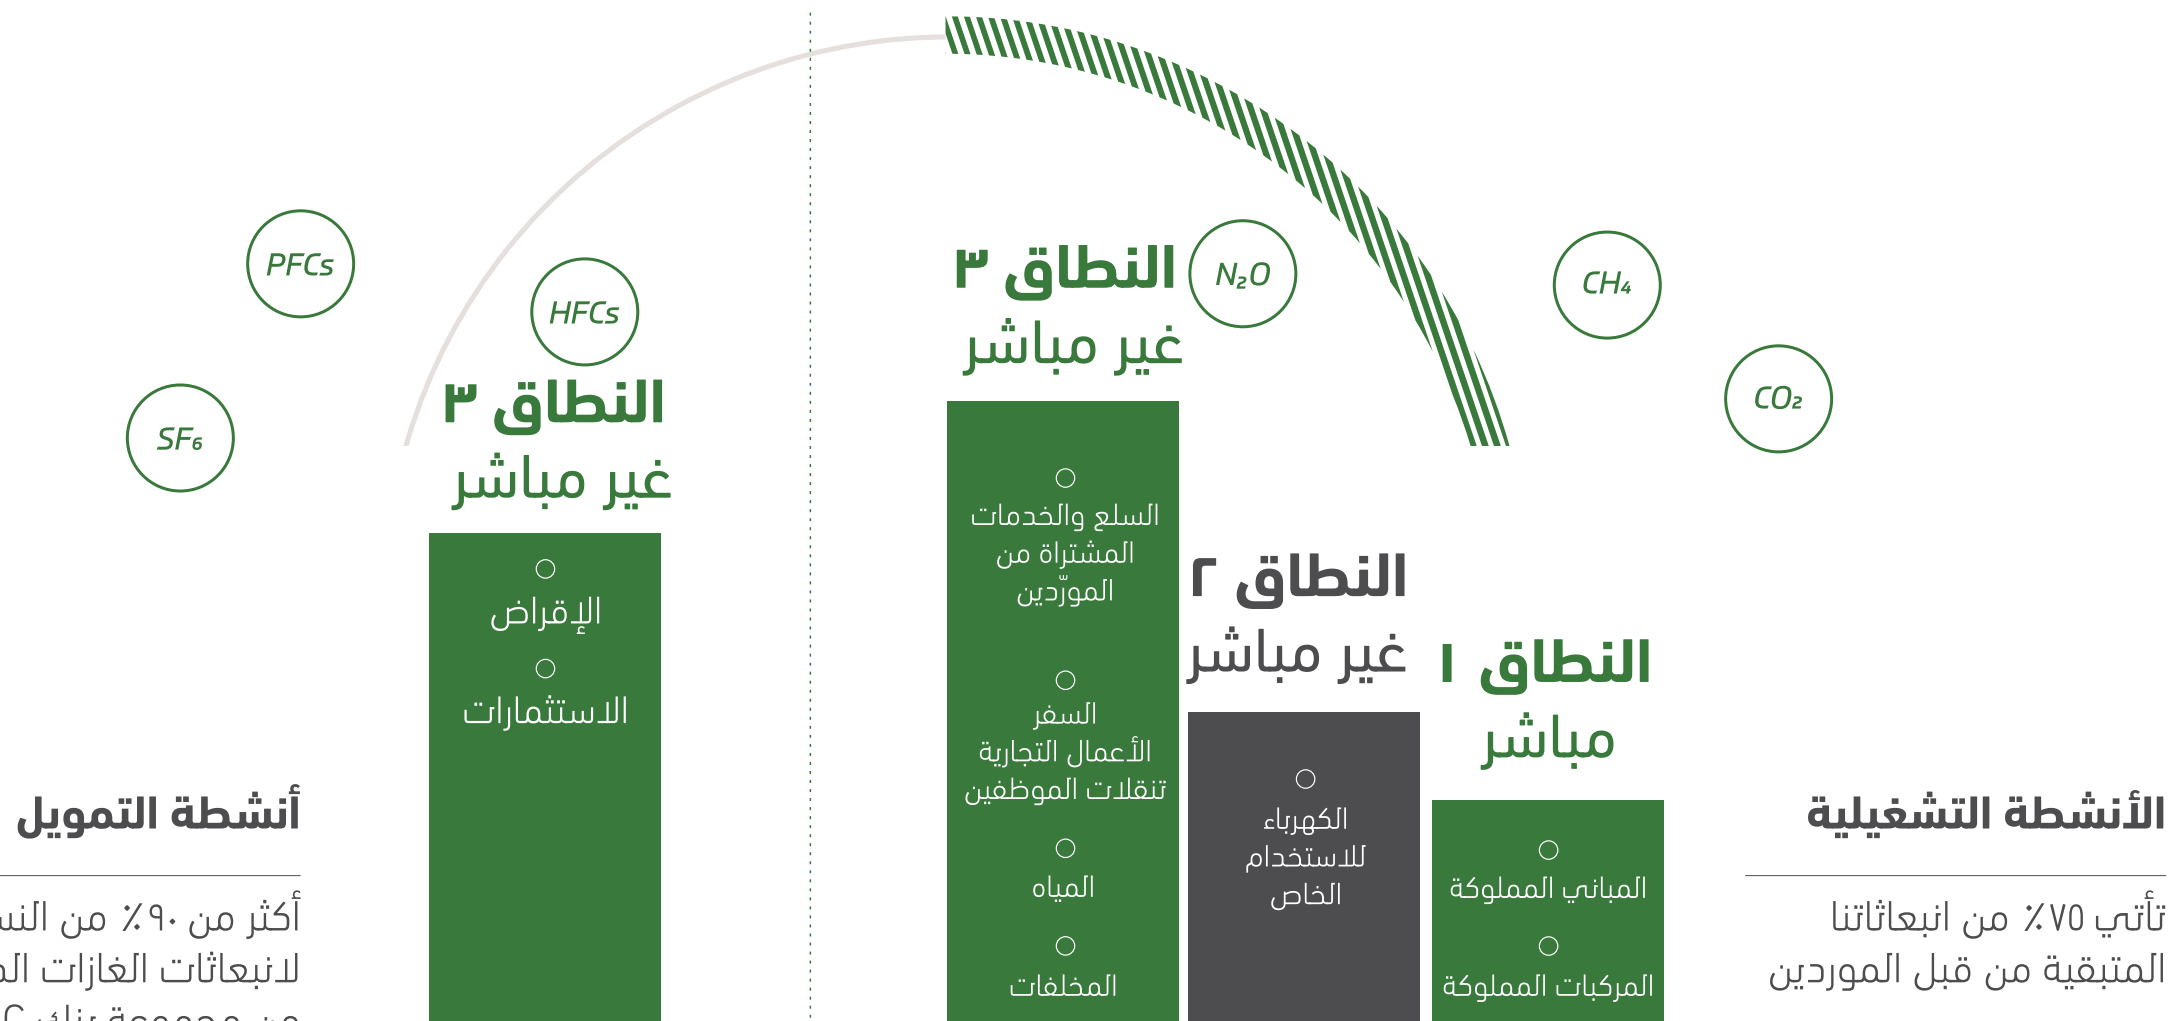 CO₂
CH₄
N₂O
HFCs
PFCs
SF₆
الأنشطة التشغيلية
تأتي ٧٥٪ من انبعاثاتنا
المتبقية من قبل الموردين
النطاق ١
مباشر
المباني المملوكة
المركبات المملوكة
النطاق ٢
غير مباشر
الكهرباء
للاستخدام
الخاص
النطاق ٣
غير مباشر
السلع والخدمات
المشتراة من
المورّدين
السفر
الأعمال التجارية
تنقلات الموظفين
المياه
المخلفات
النطاق ٣
غير مباشر
الإقراض
الاستثمارات
أنشطة التمويل
أكثر من ٩٠٪ من
لانبعاثات الغازات